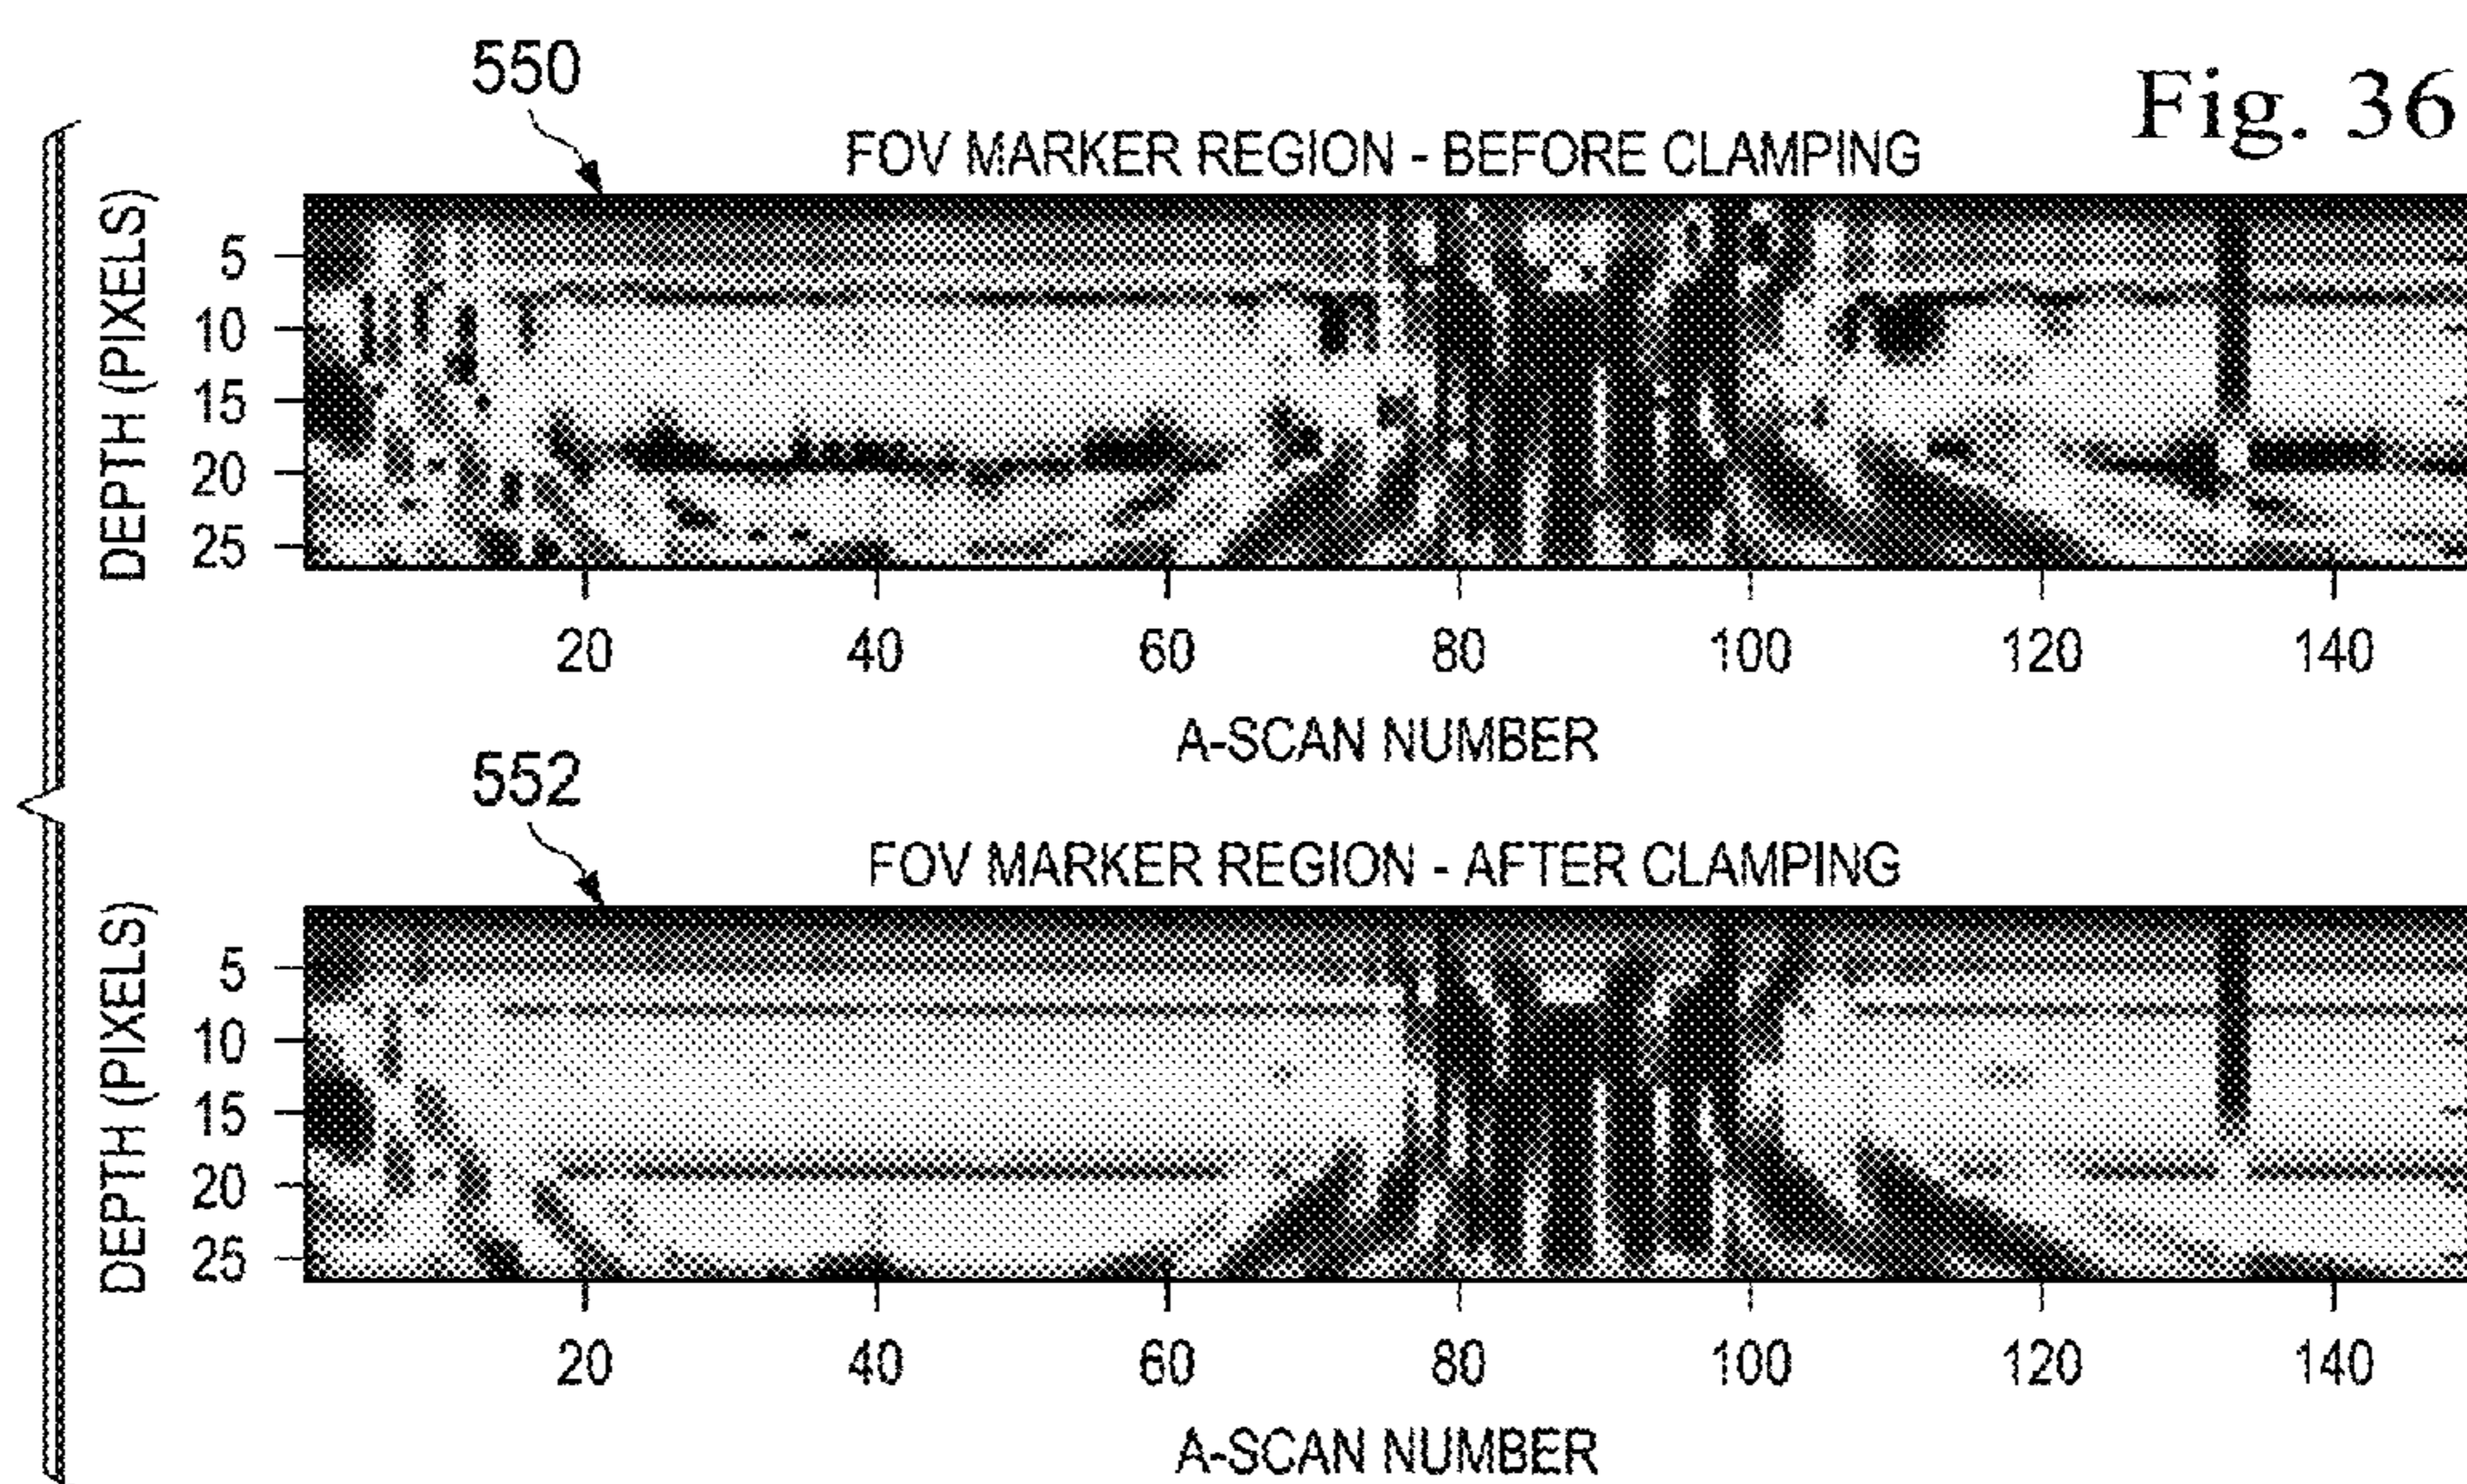 Fig. 36
550
FOV MARKER REGION - BEFORE CLAMPING
DEPTH (PIXELS)
5
10
15
20
25
20 40 60 80 100 120 140
A-SCAN NUMBER
552
FOV MARKER REGION - AFTER CLAMPING
DEPTH (PIXELS)
5
10
15
20
25
20 40 60 80 100 120 140
A-SCAN NUMBER